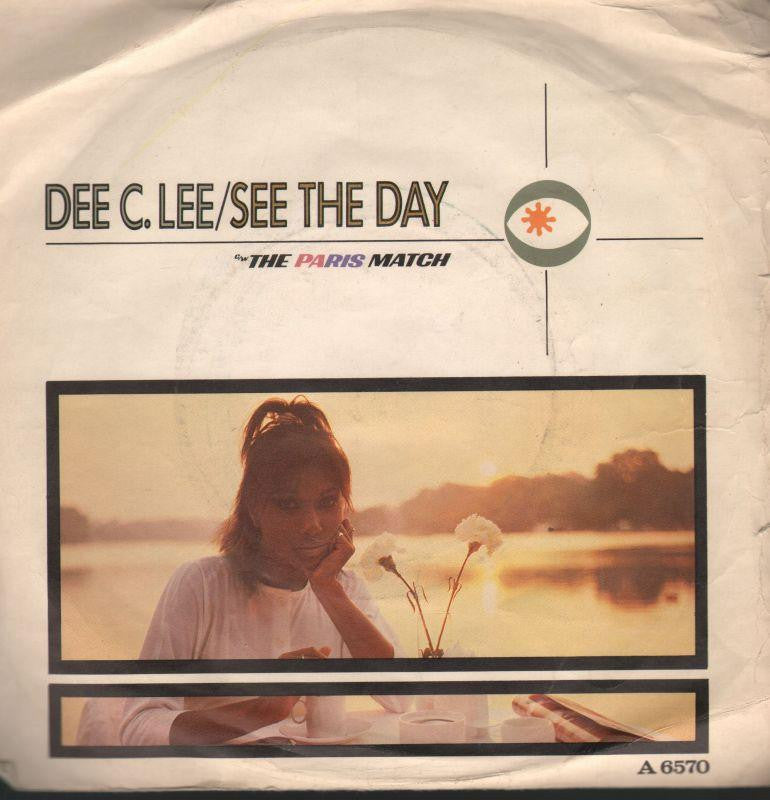 DEE C. LEE/SEE THE DAY
c/w THE PARIS MATCH
A 6570